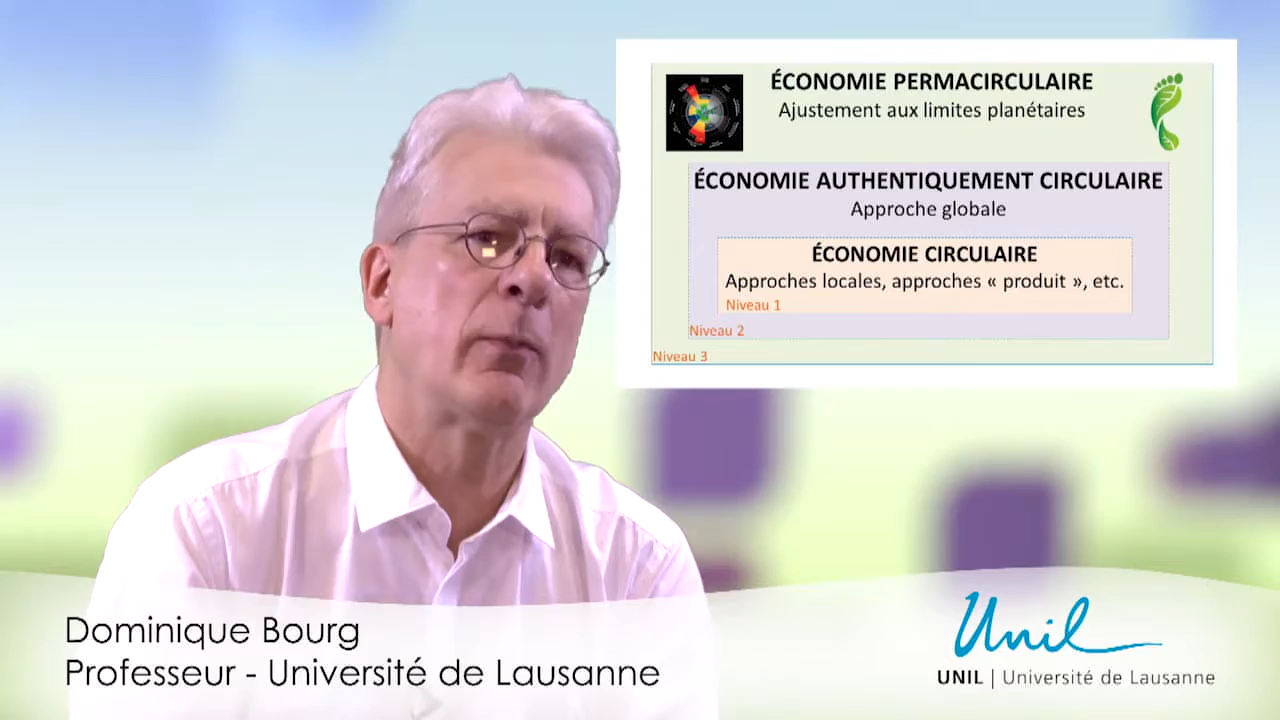 ÉCONOMIE PERMACIRCULAIRE
Ajustement aux limites planétaires
ÉCONOMIE AUTHENTIQUEMENT CIRCULAIRE
Approche globale
ÉCONOMIE CIRCULAIRE
Approches locales, approches « produit », etc.
Niveau 1
Niveau 2
Niveau 3
Dominique Bourg
Professeur - Université de Lausanne
Unil
UNIL | Université de Lausanne